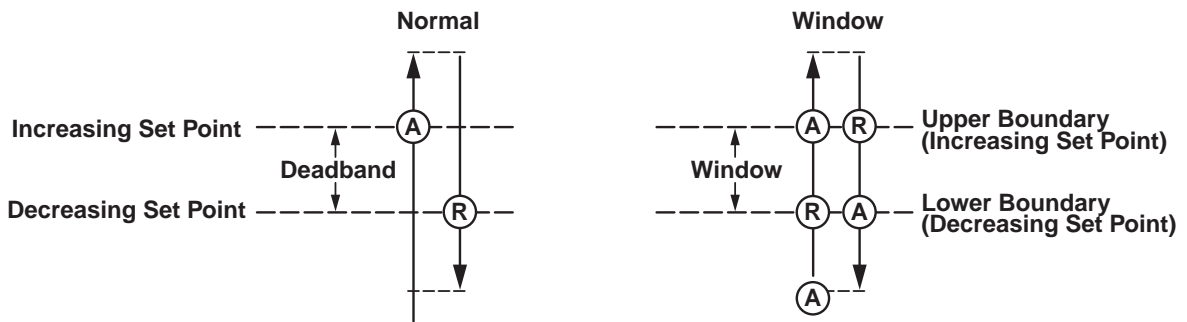 Normal
Window
Increasing Set Point
A
Deadband
Decreasing Set Point
R
A
R
Upper Boundary
(Increasing Set Point)
Window
R
A
Lower Boundary
(Decreasing Set Point)
A